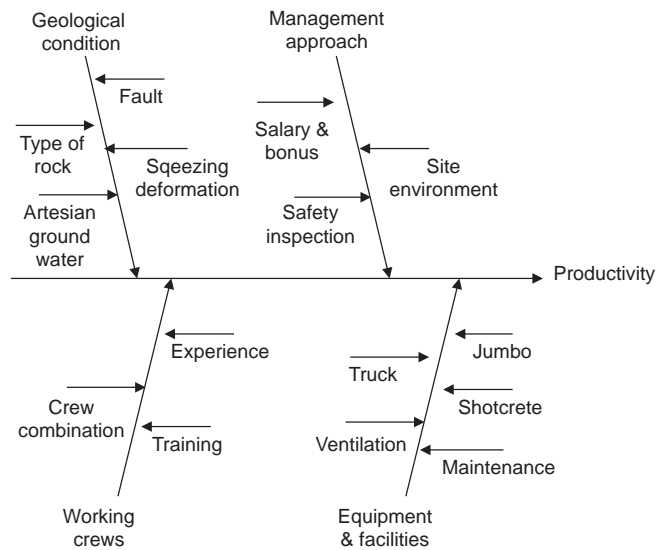 Geological
condition
Management
approach
Fault
Type of
rock
Sqeezing
deformation
Artesian
ground
water
Salary &
bonus
Site
environment
Safety
inspection
Productivity
Experience
Crew
combination
Training
Working
crews
Jumbo
Truck
Shotcrete
Ventilation
Maintenance
Equipment
& facilities